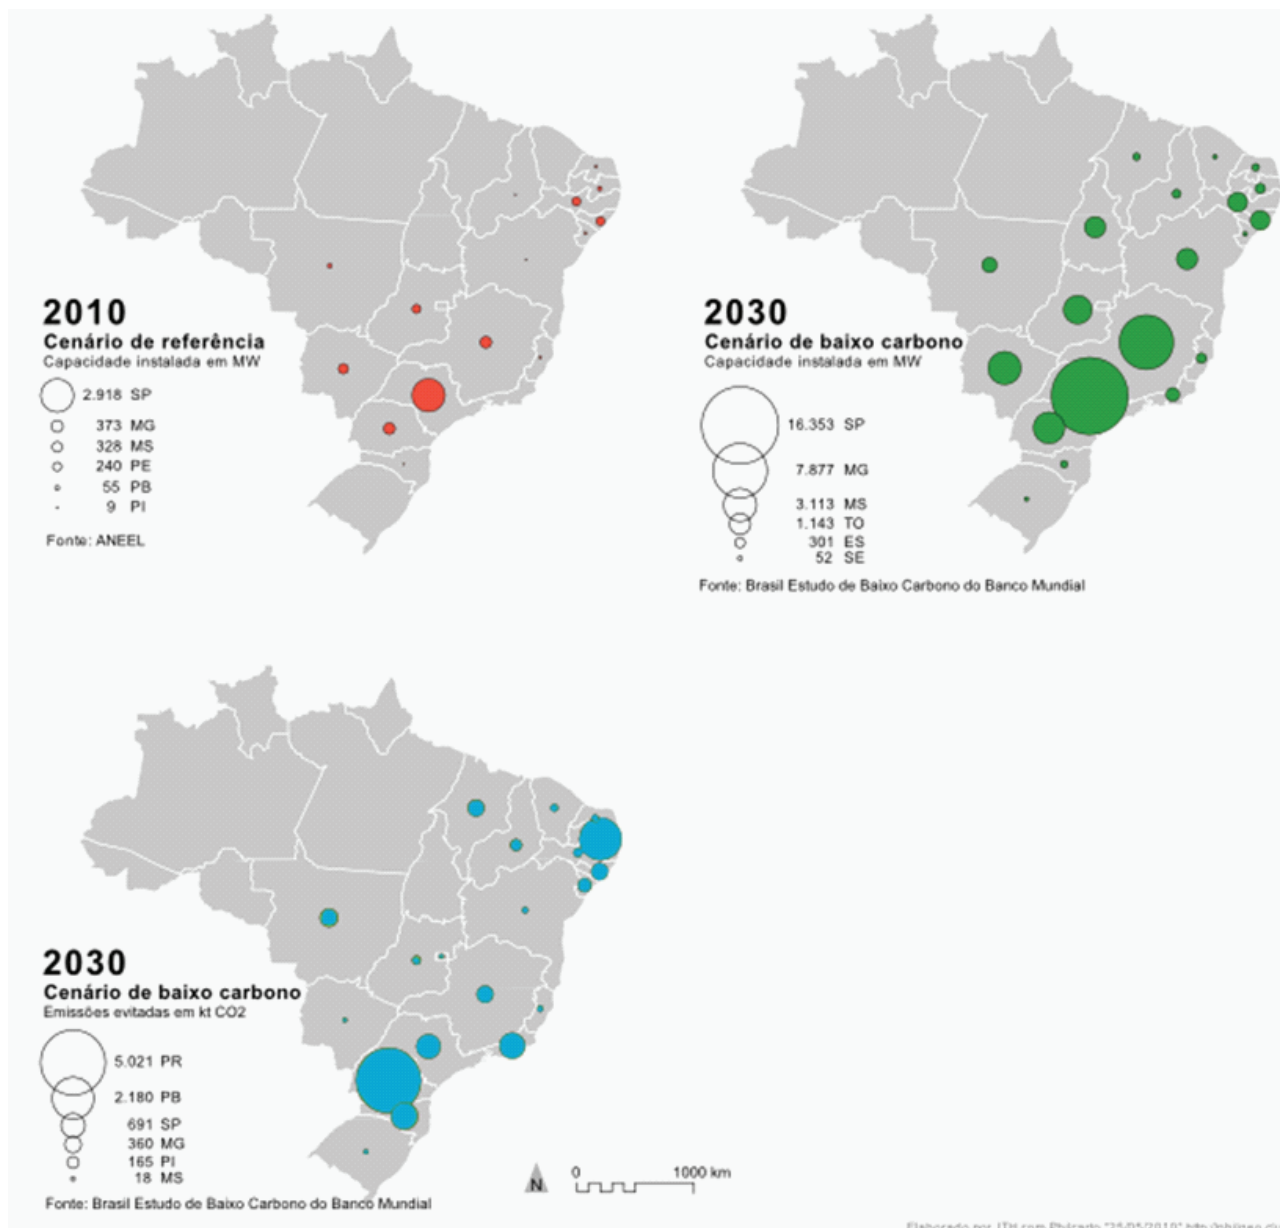 2010
Cenário de referência
Capacidade instalada em MW
2.918 SP
373 MG
328 MS
240 PE
55 PB
9 PI
Fonte: ANEEL
2030
Cenário de baixo carbono
Capacidade instalada em MW
16.353 SP
7.877 MG
3.113 MS
1.143 TO
301 ES
52 SE
Fonte: Brasil Estudo de Baixo Carbono do Banco Mundial
2030
Cenário de baixo carbono
Emissões evitadas em kt CO2
5.021 PR
2.180 PB
691 SP
360 MG
165 PI
18 MS
Fonte: Brasil Estudo de Baixo Carbono do Banco Mundial
N
0 1000 km
Elaborado por